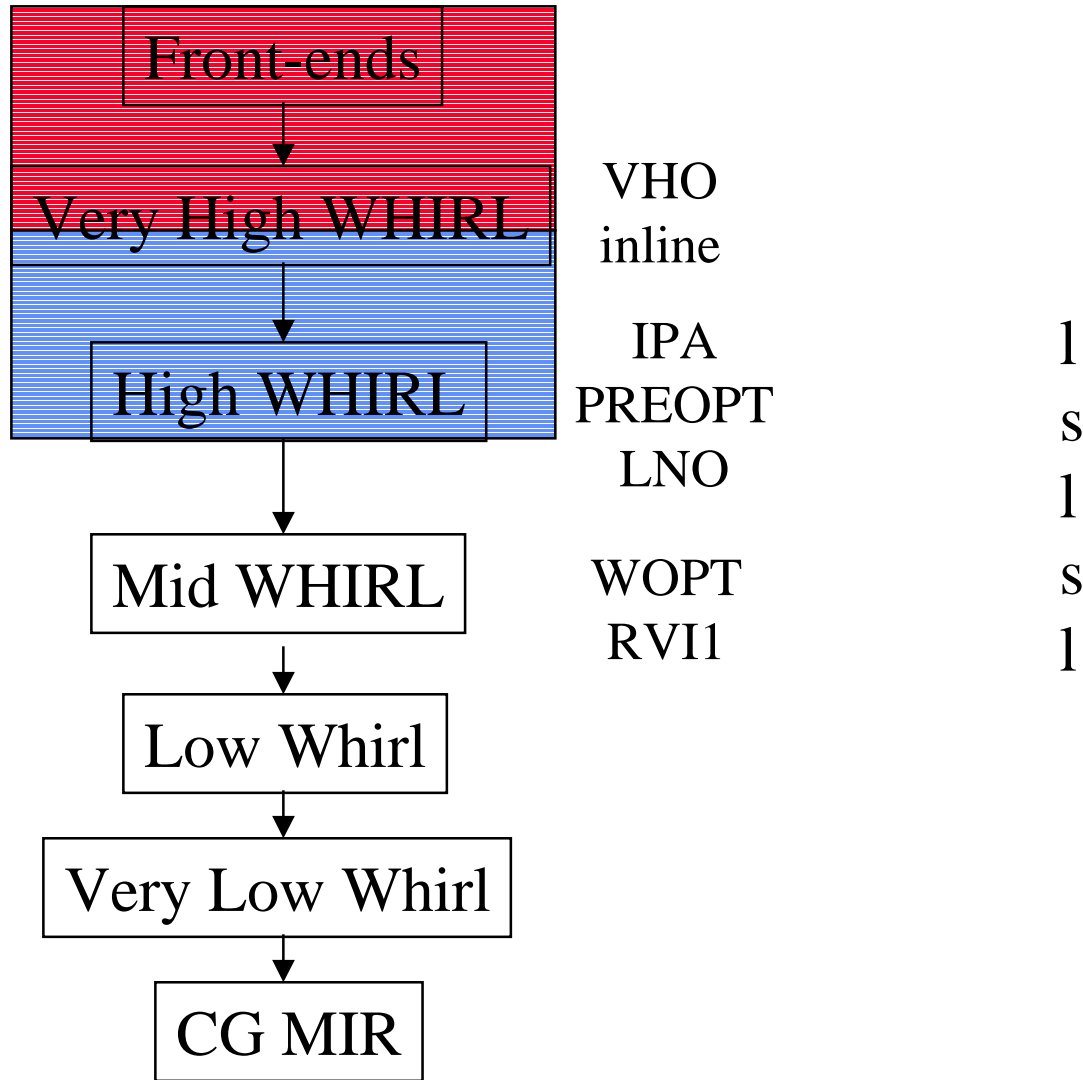 Front-ends
Very High WHIRL
VHO
inline
High WHIRL
IPA
PREOPT
LNO
Mid WHIRL
WOPT
RVI1
Low Whirl
Very Low Whirl
CG MIR
l
s
l
s
l